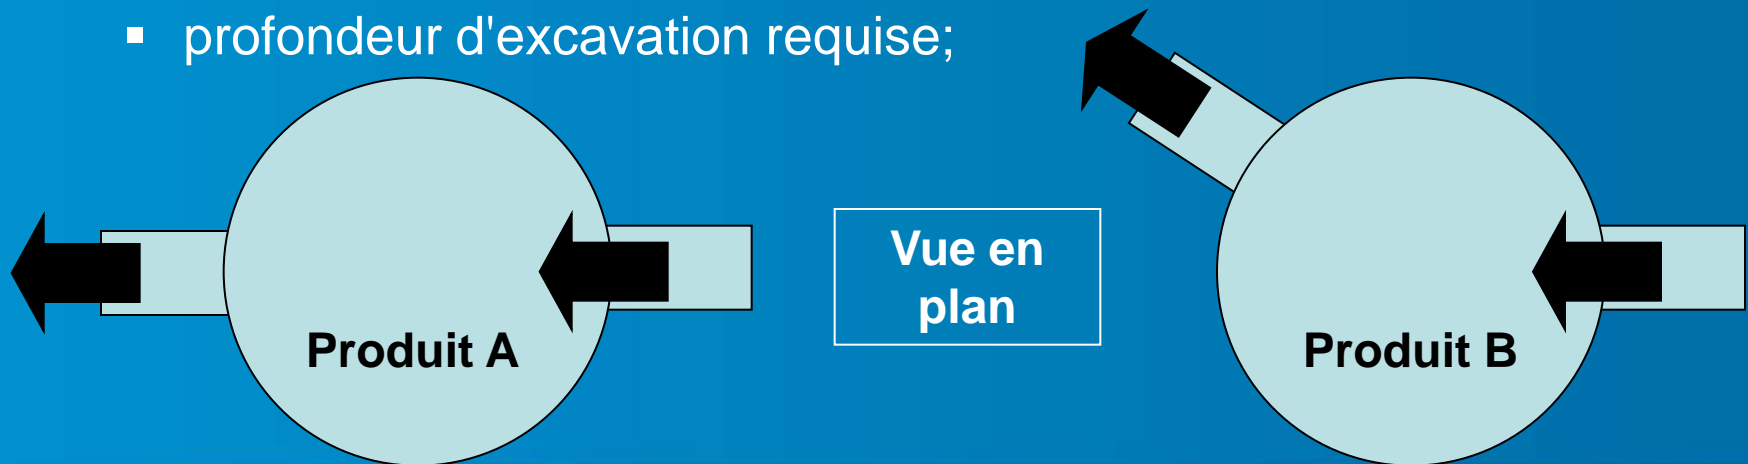 ▪ profondeur d'excavation requise;
Vue en
plan
Produit A
Produit B